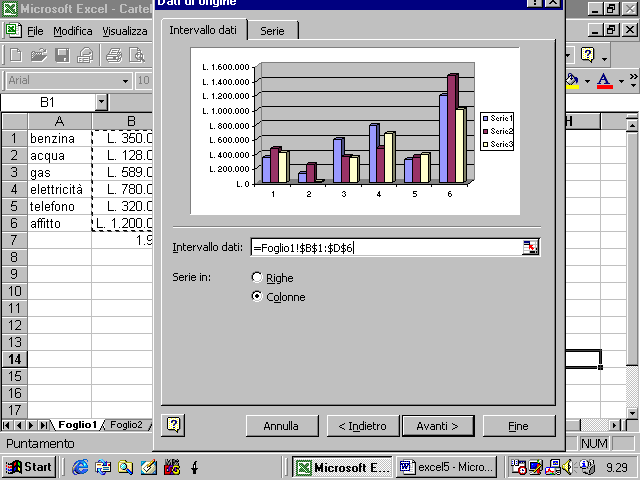 Microsoft Excel - Cartel
File Modifica Visualizza
Arial 10
B1
A B H
1 benzina L. 350.0
2 acqua L. 128.0
3 gas L. 589.0
4 elettricità L. 780.0
5 telefono L. 320.0
6 affitto L. 1.200.0
7 1.9
8
9
10
11
12
13
14
15
16
17
Foglio1 Foglio2
Puntamento NUM
Dati di origine
Intervallo dati Serie
L. 1.600.000
L. 1.400.000
L. 1.200.000
L. 1.000.000
L. 800.000
L. 600.000
L. 400.000
L. 200.000
L. 0
1 2 3 4 5 6
Serie1
Serie2
Serie3
Intervallo dati: =Foglio1!$B$1:$D$6
Serie in: Righe
Colonne
Annulla < Indietro Avanti > Fine
Start Microsoft E... excel5 - Micro... 9.29